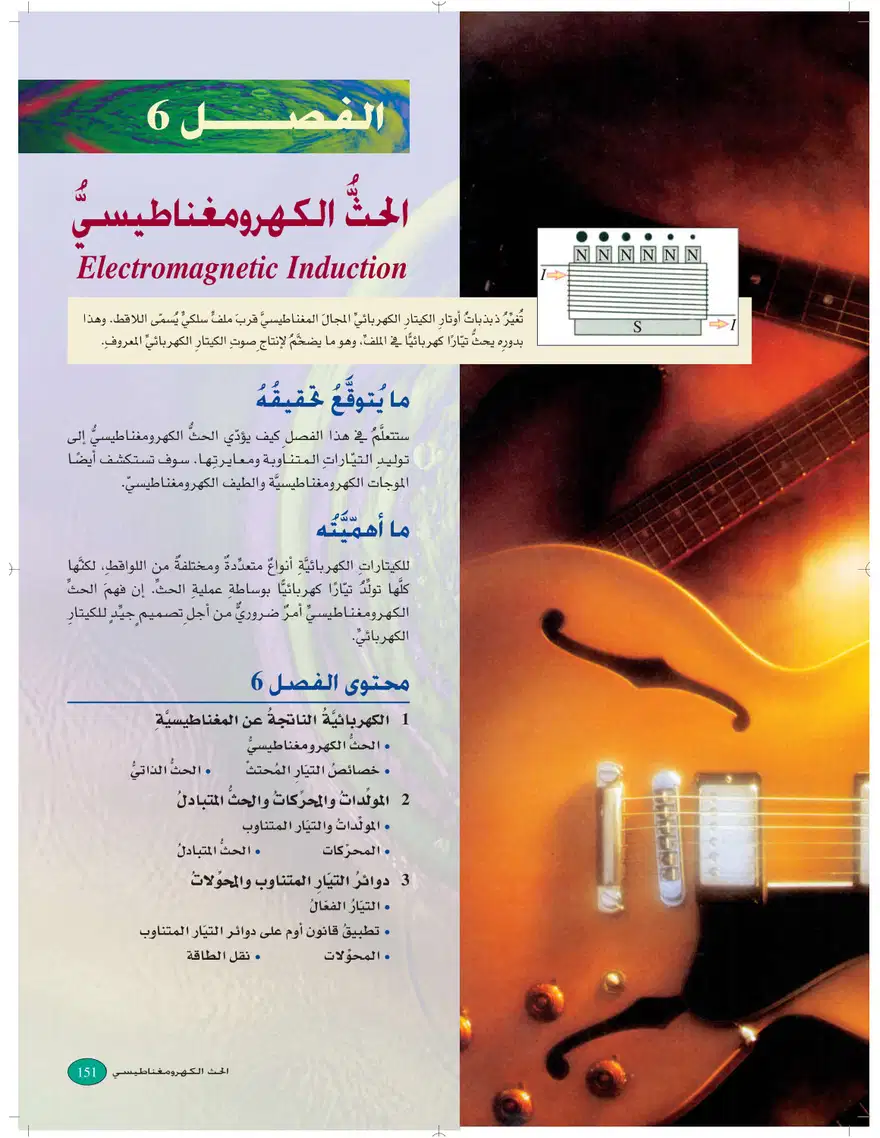 الفصــــــل 6
الحثُّ الكهرومغناطيسيُّ
Electromagnetic Induction
N N N N N N
I
S
I
تُغيِّرُ ذبذباتُ أوتارِ الكيتارِ الكهربائيِّ المجالَ المغناطيسيَّ قربَ ملفٍّ سلكيٍّ يُسمّى اللاقط. وهذا
بدورِه يحثُّ تيّارًا كهربائيًّا في الملفِّ، وهو ما يضخَّمُ لإنتاجِ صوتِ الكيتارِ الكهربائيِّ المعروفِ.
ما يُتوقَّعُ تحقيقُهُ
ستتعلَّمُ في هذا الفصلِ كيف يؤدّي الحثُّ الكهرومغناطيسيُّ إلى
توليدِ التيّاراتِ المتناوبة ومعايرتِها. سوف تستكشف أيضًا
الموجات الكهرومغناطيسيَّة والطيف الكهرومغناطيسيّ.
ما أهمّيَّتُه
للكيتاراتِ الكهربائيَّةِ أنواعٌ متعدِّدةٌ ومختلفةٌ من اللواقطِ، لكنَّها
كلَّها تولِّدُ تيّارًا كهربائيًّا بوساطةِ عمليةِ الحثِّ. إن فهمَ الحثِّ
الكهرومغناطيسيِّ أمرٌ ضروريٌّ من أجلِ تصميمٍ جيِّدٍ للكيتارِ
الكهربائيِّ.
محتوى الفصل 6
1 الكهربائيَّةُ الناتجةُ عن المغناطيسيَّةِ
• الحثُّ الكهرومغناطيسيُّ
• خصائصُ التيّارِ المُحتثّ • الحثُّ الذاتيُّ
2 المولِّداتُ والمحرِّكاتُ والحثُّ المتبادلُ
• المولِّداتُ والتيّار المتناوب
• المحرّكات • الحثُّ المتبادلُ
3 دوائرُ التيّارِ المتناوب والمحوِّلاتُ
• التيّارُ الفعّالُ
• تطبيقُ قانون أوم على دوائر التيّار المتناوب
• المحوّلات • نقل الطاقة
الحث الكهرومغناطيسي 151